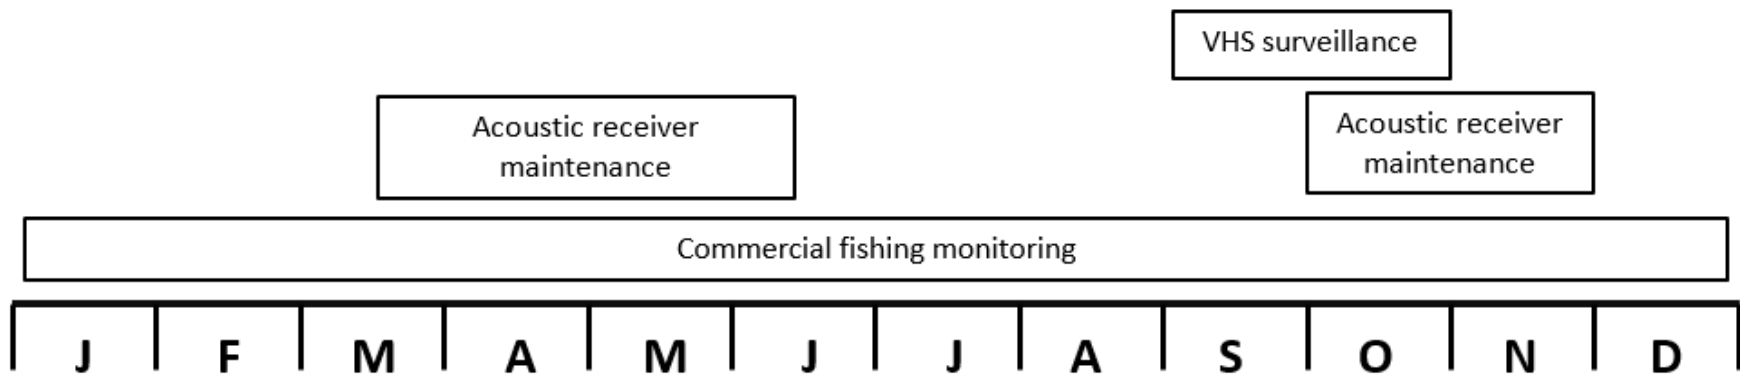 VHS surveillance
Acoustic receiver
maintenance
Acoustic receiver
maintenance
Commercial fishing monitoring
J F M A M J J A S O N D